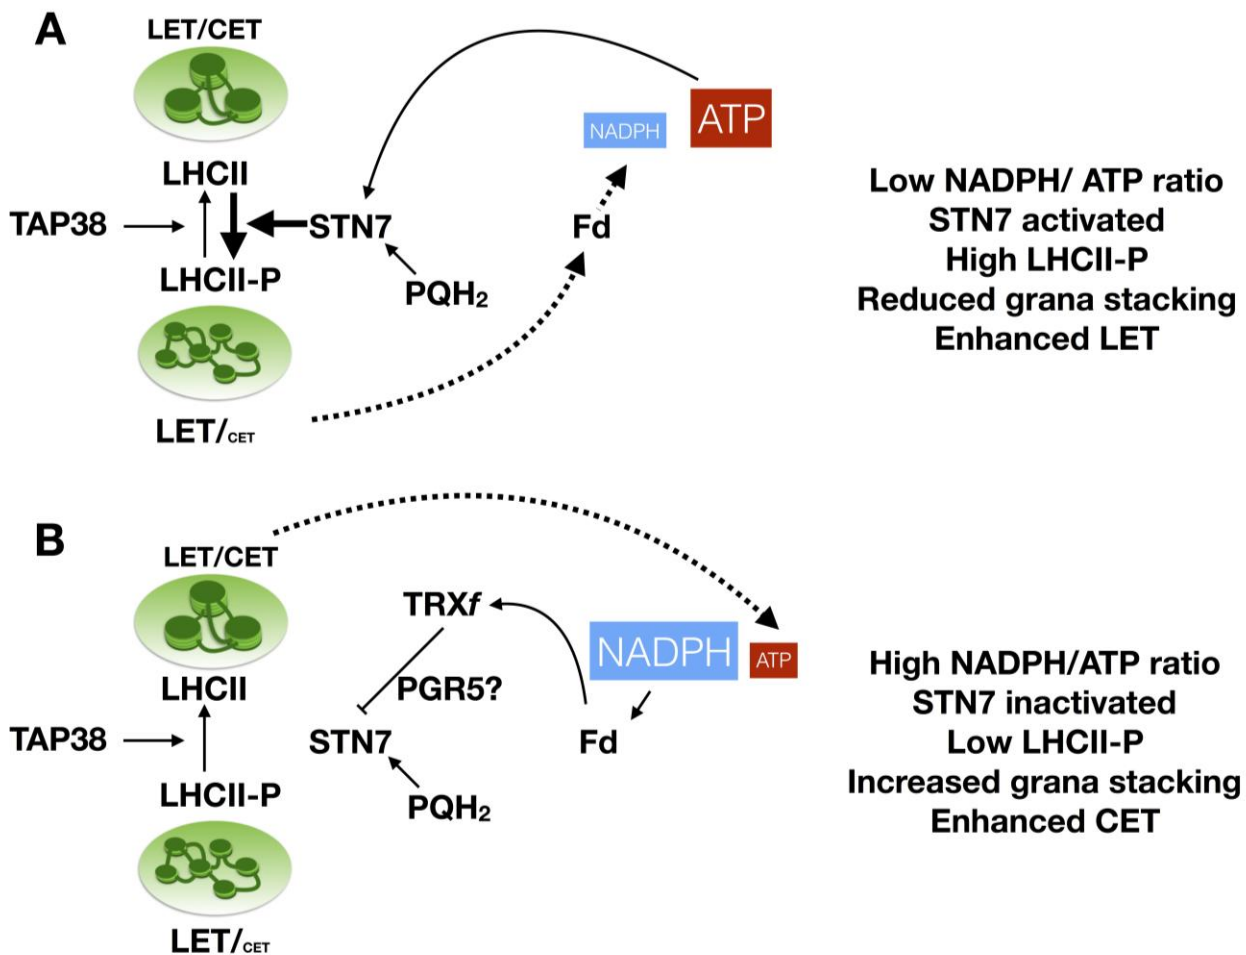 A
LET/CET
LHCII
TAP38
STN7
LHCII-P
PQH₂
LET/CET
Fd
NADPH
ATP
Low NADPH/ ATP ratio
STN7 activated
High LHCII-P
Reduced grana stacking
Enhanced LET
B
LET/CET
LHCII
TAP38
LHCII-P
LET/CET
TRXf
PGR5?
STN7
PQH₂
NADPH
ATP
Fd
High NADPH/ATP ratio
STN7 inactivated
Low LHCII-P
Increased grana stacking
Enhanced CET